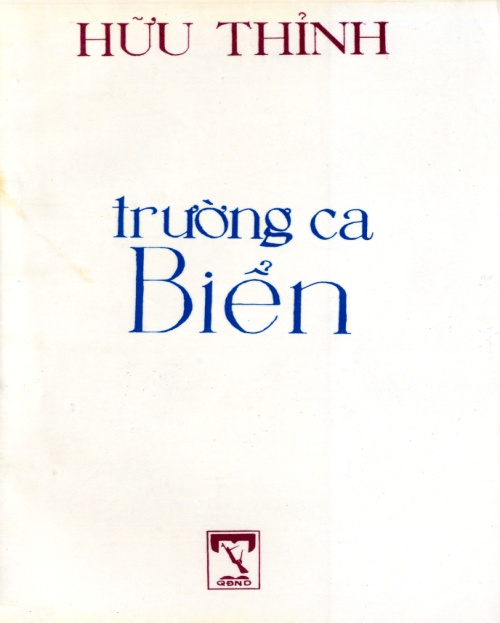 HỮU THỈNH
trường ca
Biển
QĐND